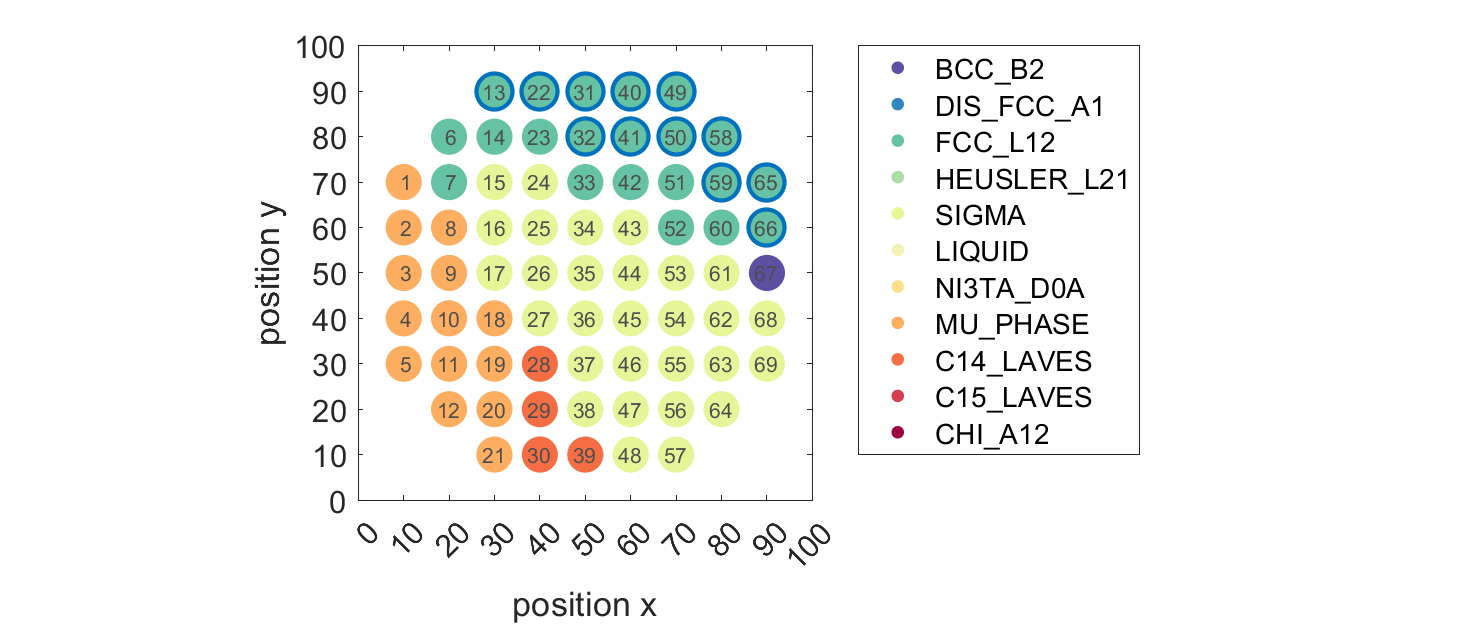 100
90 13 22 31 40 49
80 6 14 23 32 41 50 58
70 1 7 15 24 33 42 51 59 65
60 2 8 16 25 34 43 52 60 66
50 3 9 17 26 35 44 53 61 67
40 4 10 18 27 36 45 54 62 68
30 5 11 19 28 37 46 55 63 69
20 12 20 29 38 47 56 64
10 21 30 39 48 57
0
0 10 20 30 40 50 60 70 80 90 100
position x
position y
BCC_B2
DIS_FCC_A1
FCC_L12
HEUSLER_L21
SIGMA
LIQUID
NI3TA_D0A
MU_PHASE
C14_LAVES
C15_LAVES
CHI_A12